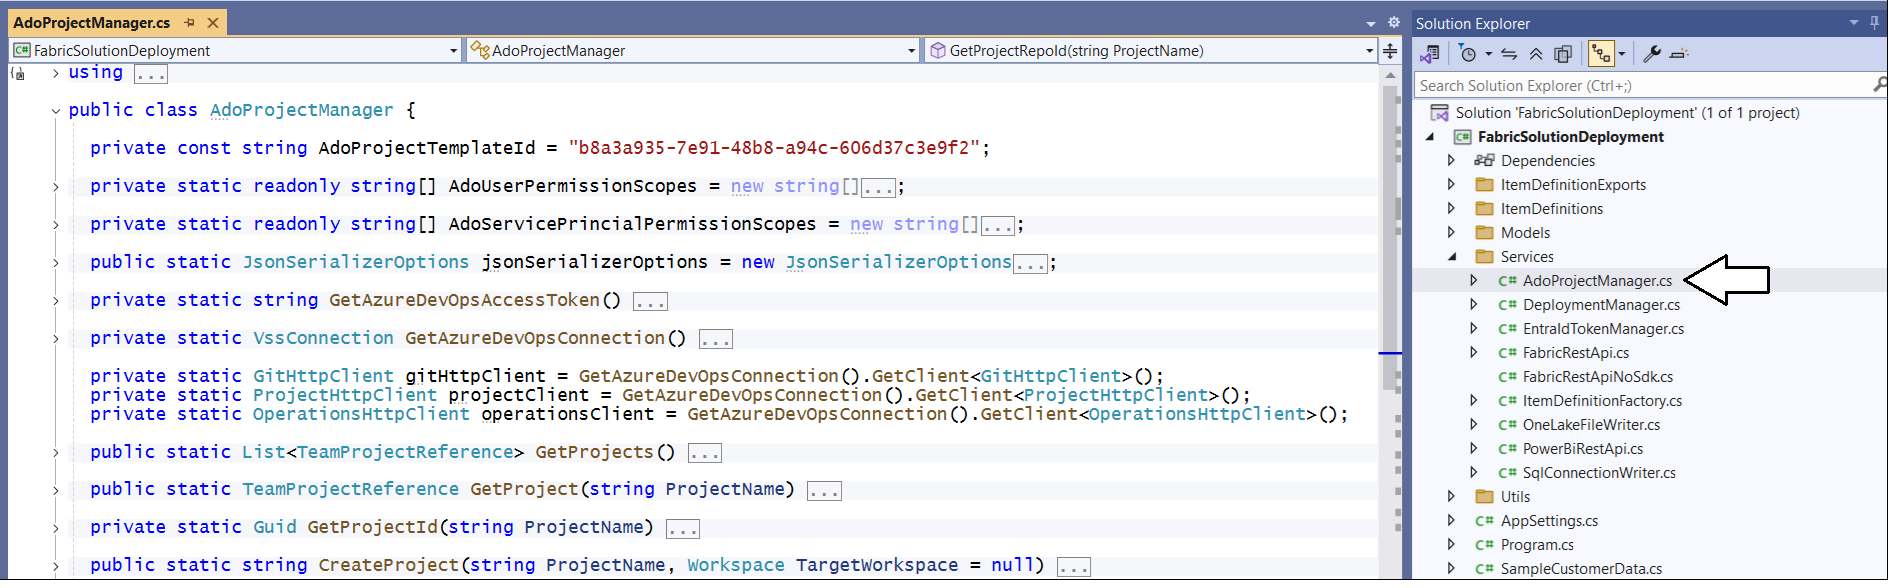 AdoProjectManager.cs
FabricSolutionDeployment
AdoProjectManager
GetProjectRepoId(string ProjectName)
using ...
public class AdoProjectManager {
private const string AdoProjectTemplateId = "b8a3a935-7e91-48b8-a94c-606d37c3e9f2";
private static readonly string[] AdoUserPermissionScopes = new string[]...;
private static readonly string[] AdoServicePrincialPermissionScopes = new string[]...;
public static JsonSerializerOptions jsonSerializerOptions = new JsonSerializerOptions...;
private static string GetAzureDevOpsAccessToken() ...
private static VssConnection GetAzureDevOpsConnection() ...
private static GitHttpClient gitHttpClient = GetAzureDevOpsConnection().GetClient<GitHttpClient>();
private static ProjectHttpClient projectClient = GetAzureDevOpsConnection().GetClient<ProjectHttpClient>();
private static OperationsHttpClient operationsClient = GetAzureDevOpsConnection().GetClient<OperationsHttpClient>();
public static List<TeamProjectReference> GetProjects() ...
public static TeamProjectReference GetProject(string ProjectName) ...
private static Guid GetProjectId(string ProjectName) ...
public static string CreateProject(string ProjectName, Workspace TargetWorkspace = null) ...
Solution Explorer
Search Solution Explorer (Ctrl+;)
Solution 'FabricSolutionDeployment' (1 of 1 project)
C# FabricSolutionDeployment
Dependencies
ItemDefinitionExports
ItemDefinitions
Models
Services
C# AdoProjectManager.cs
C# DeploymentManager.cs
C# EntraIdTokenManager.cs
C# FabricRestApi.cs
C# FabricRestApiNoSdk.cs
C# ItemDefinitionFactory.cs
C# OneLakeFileWriter.cs
C# PowerBiRestApi.cs
C# SqlConnectionWriter.cs
Utils
C# AppSettings.cs
C# Program.cs
C# SampleCustomerData.cs